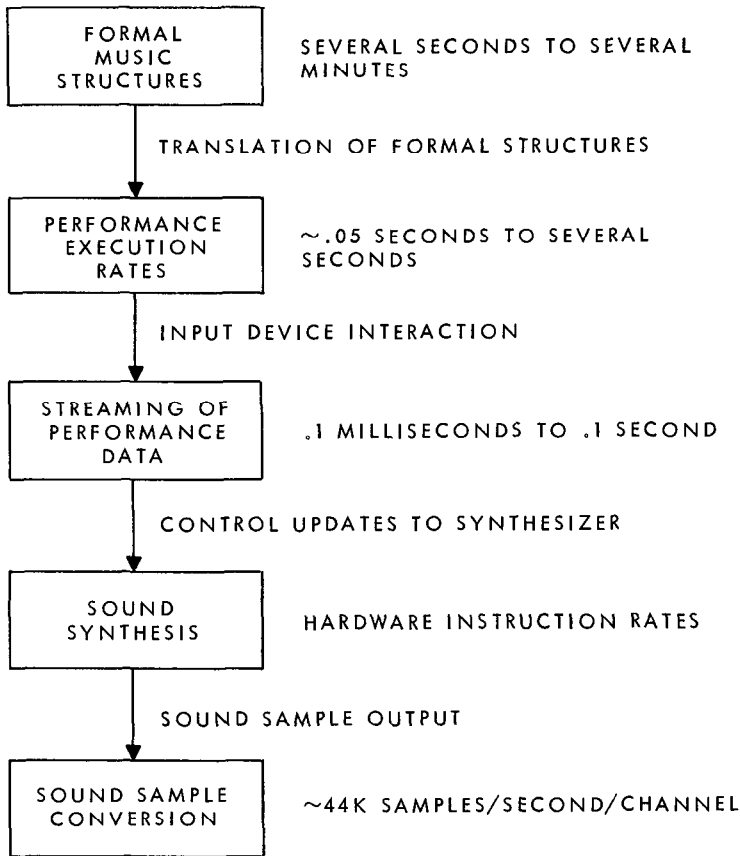 FORMAL
MUSIC
STRUCTURES
SEVERAL SECONDS TO SEVERAL
MINUTES
TRANSLATION OF FORMAL STRUCTURES
PERFORMANCE
EXECUTION
RATES
~.05 SECONDS TO SEVERAL
SECONDS
INPUT DEVICE INTERACTION
STREAMING OF
PERFORMANCE
DATA
.1 MILLISECONDS TO .1 SECOND
CONTROL UPDATES TO SYNTHESIZER
SOUND
SYNTHESIS
HARDWARE INSTRUCTION RATES
SOUND SAMPLE OUTPUT
SOUND SAMPLE
CONVERSION
~44K SAMPLES/SECOND/CHANNEL